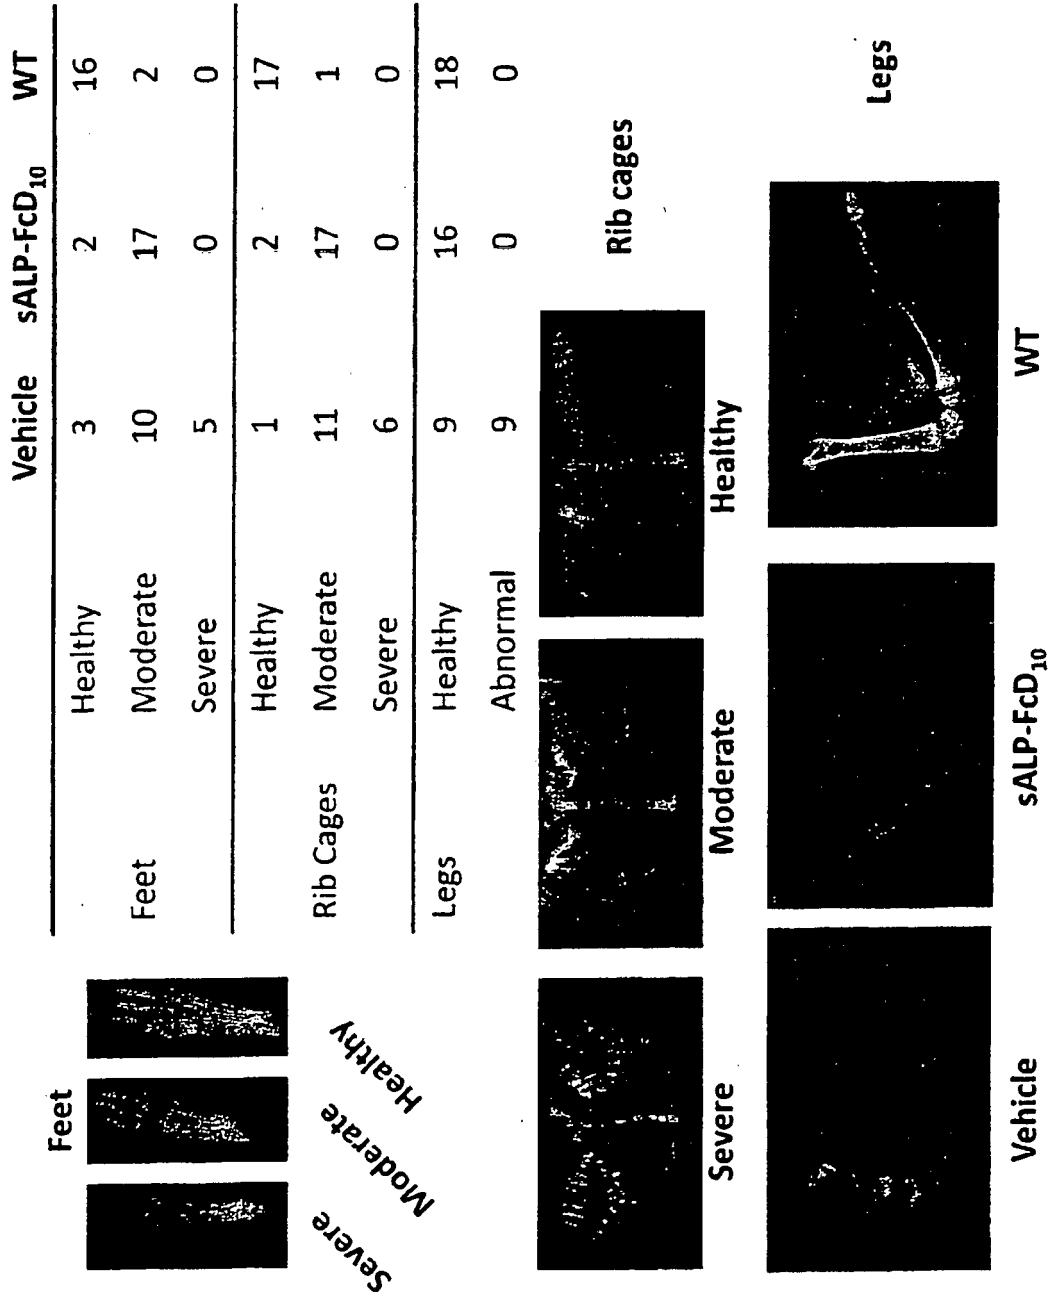 Feet
Severe
Moderate
Healthy
Vehicle sALP-FcD10 WT
Feet Healthy 3 2 16
Moderate 10 17 2
Severe 5 0 0
Rib Cages Healthy 1 2 17
Moderate 11 17 1
Severe 6 0 0
Legs Healthy 9 16 18
Abnormal 9 0 0
Severe
Moderate
Healthy
Rib cages
Vehicle
sALP-FcD10
WT
Legs